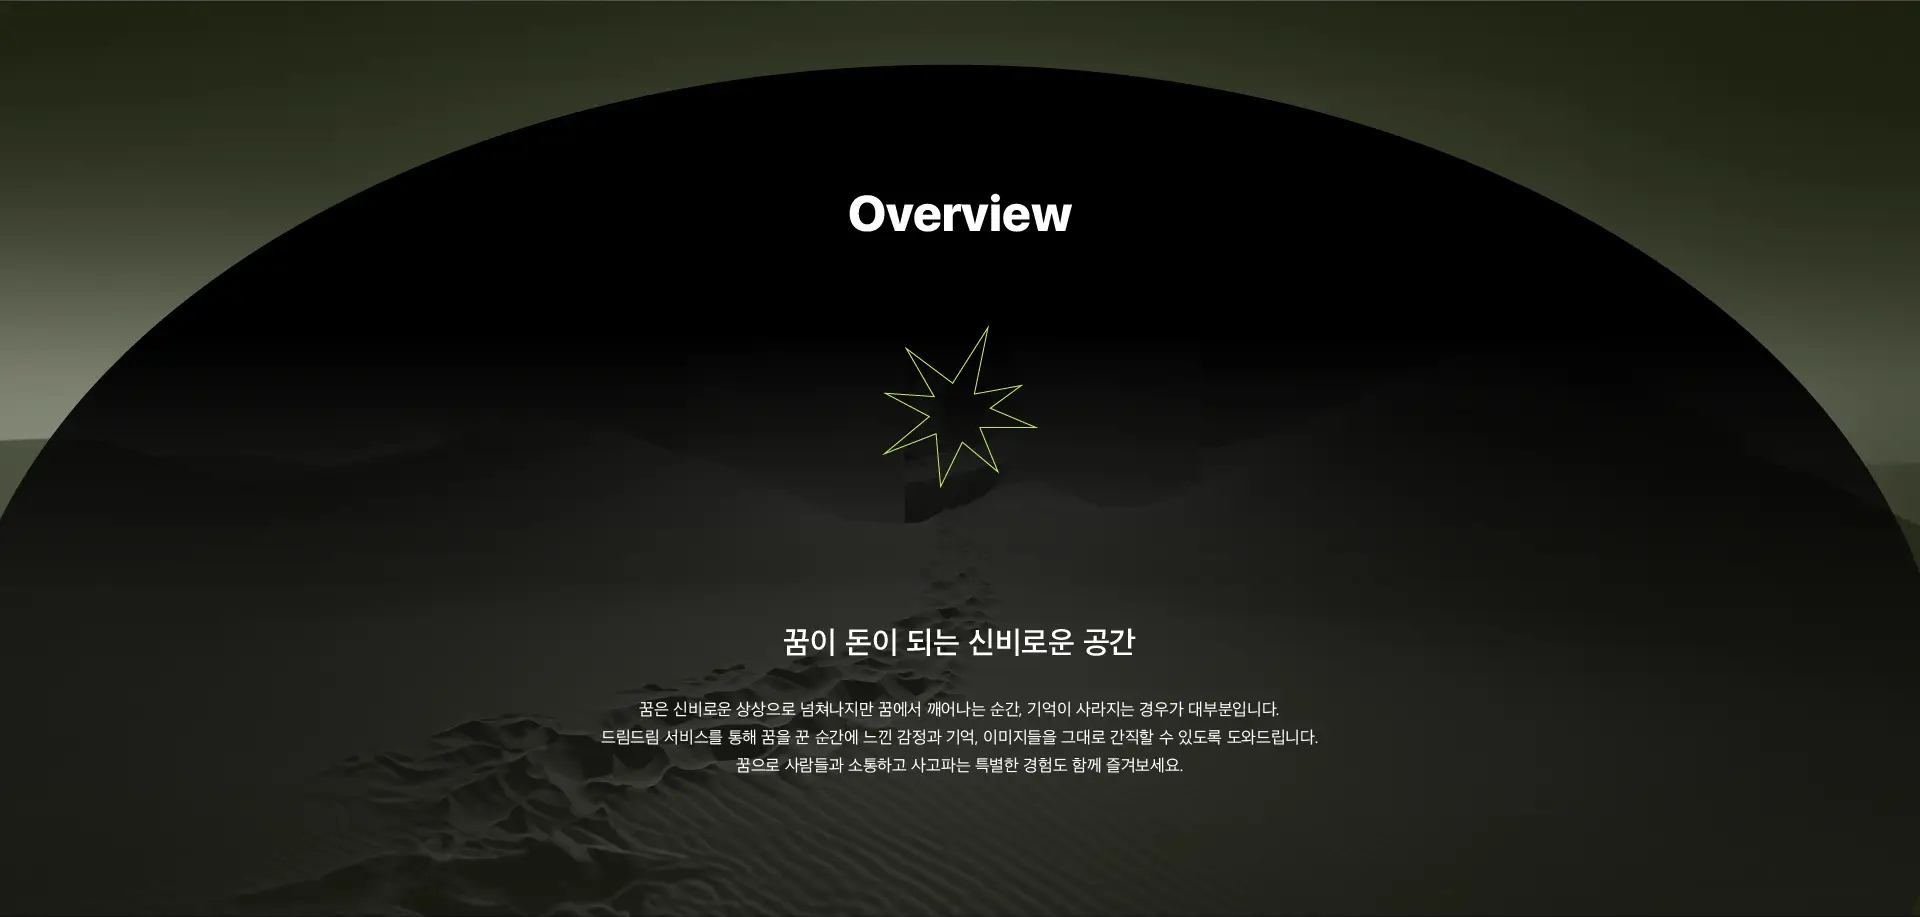 Overview
꿈이 돈이 되는 신비로운 공간
꿈은 신비로운 상상으로 넘쳐나지만 꿈에서 깨어나는 순간, 기억이 사라지는 경우가 대부분입니다.
드림드림 서비스를 통해 꿈을 꾼 순간에 느낀 감정과 기억, 이미지들을 그대로 간직할 수 있도록 도와드립니다.
꿈으로 사람들과 소통하고 사고파는 특별한 경험도 함께 즐겨보세요.